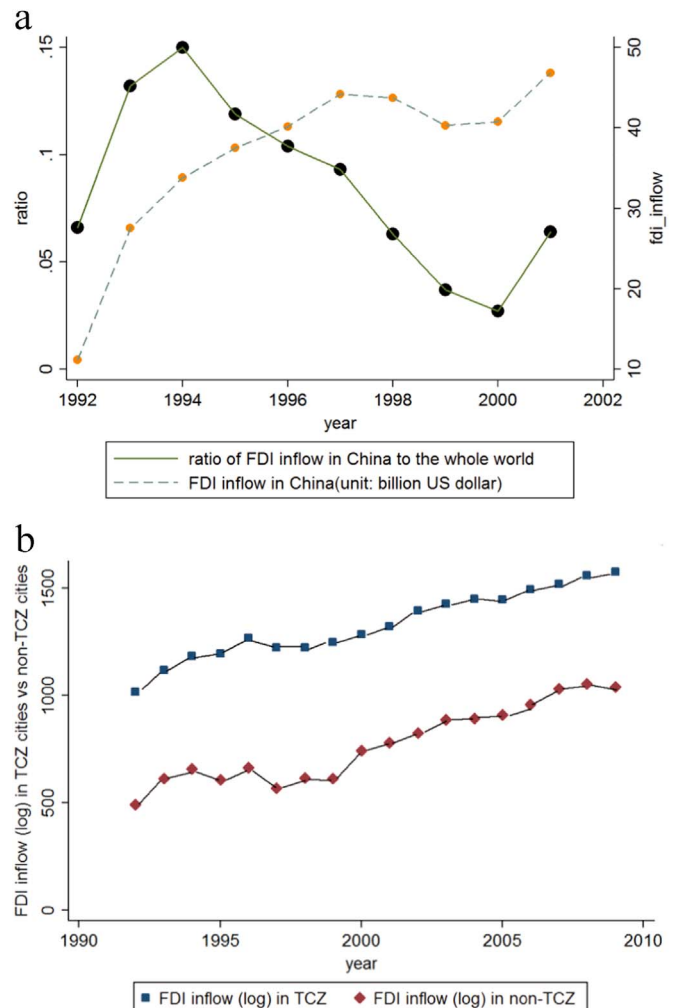 a
.15
.1
.05
0
ratio
50
40
30
20
10
fdi_inflow
1992 1994 1996 1998 2000 2002
year
ratio of FDI inflow in China to the whole world
FDI inflow in China(unit: billion US dollar)
b
FDI inflow (log) in TCZ cities vs non-TCZ cities
1500
1000
500
0
1990 1995 2000 2005 2010
year
FDI inflow (log) in TCZ FDI inflow (log) in non-TCZ